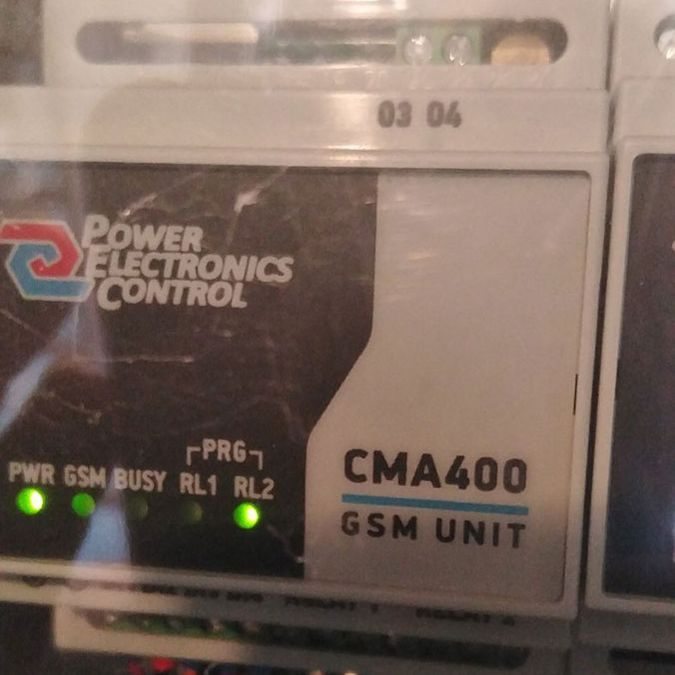 03 04
POWER
ELECTRONICS
CONTROL
PRG
PWR GSM BUSY RL1 RL2
CMA400
GSM UNIT